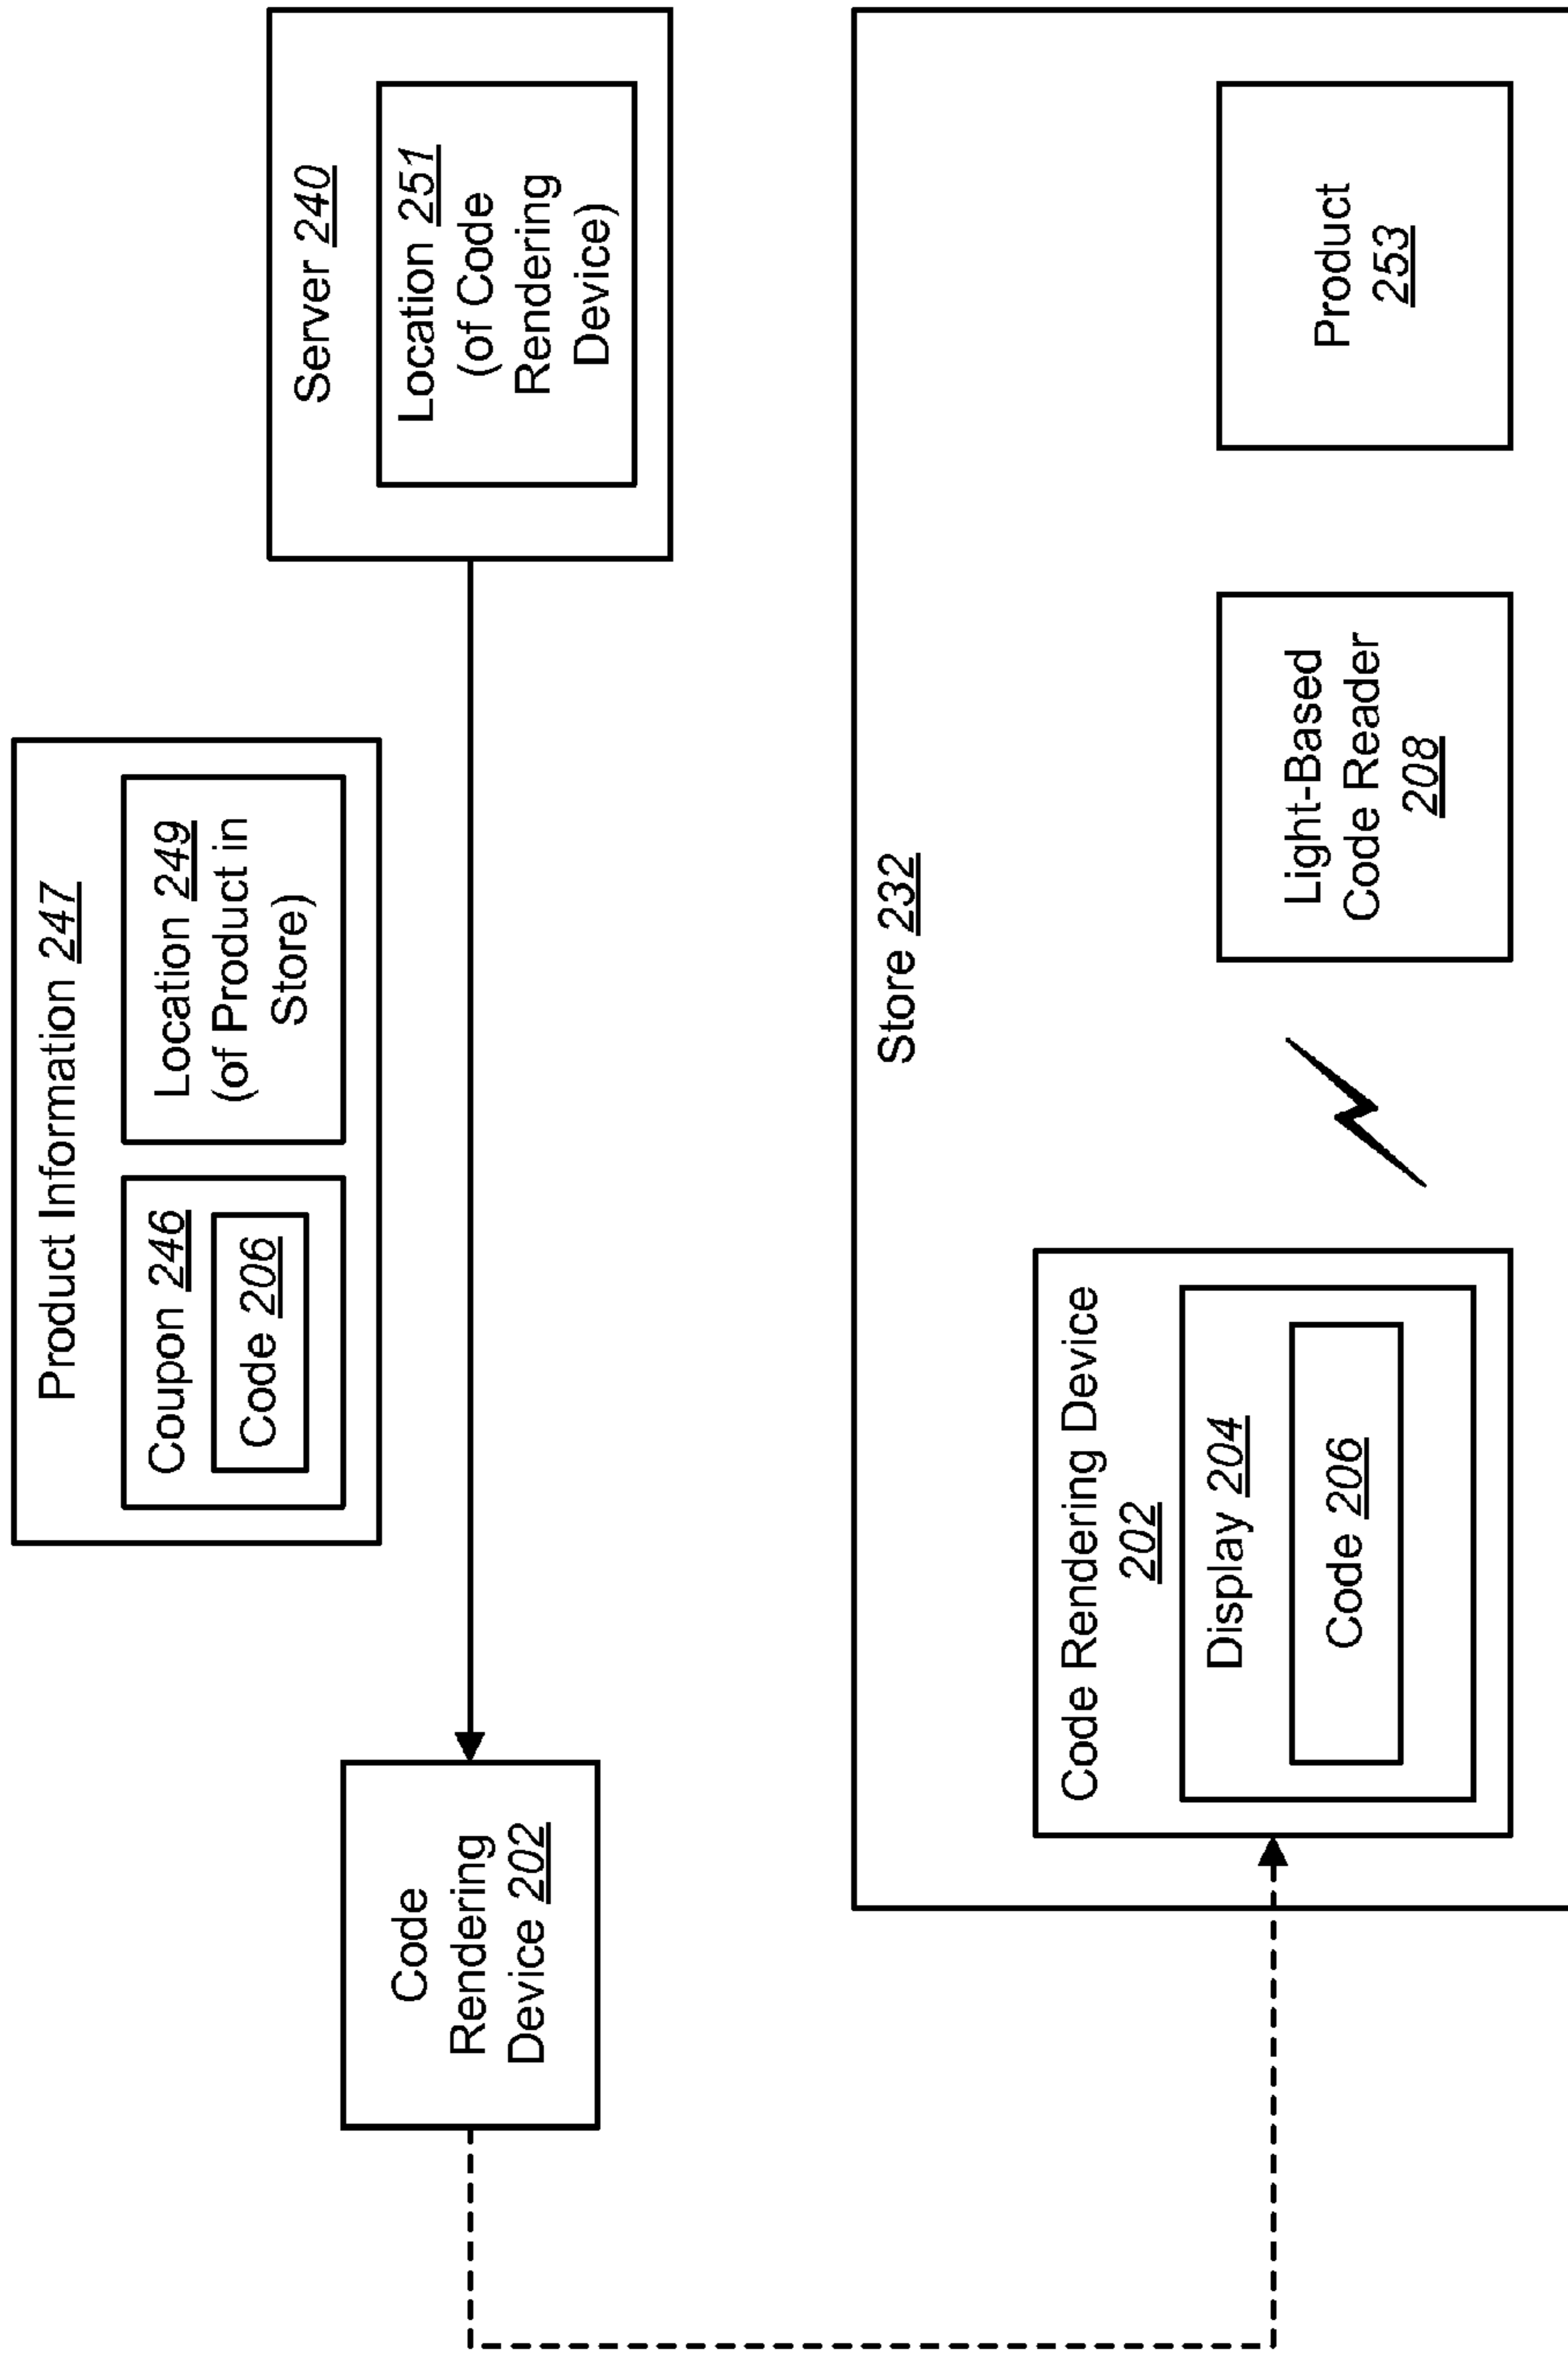 Product Information 247
Coupon 246
Code 206
Location 249
(of Product in
Store)
Code
Rendering
Device 202
Server 240
Location 251
(of Code
Rendering
Device)
Store 232
Code Rendering Device
202
Display 204
Code 206
Light-Based
Code Reader
208
Product
253